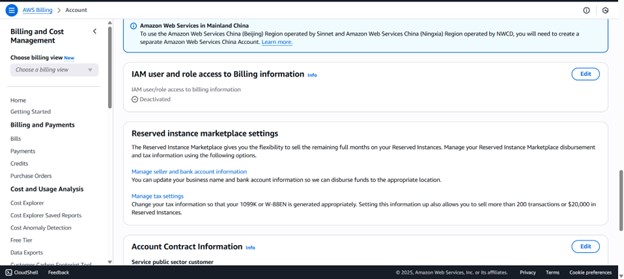 AWS Billing > Account
Billing and Cost
Management
Choose billing view New
Choose a billing view
Home
Getting Started
Billing and Payments
Bills
Payments
Credits
Purchase Orders
Cost and Usage Analysis
Cost Explorer
Cost Explorer Saved Reports
Cost Anomaly Detection
Free Tier
Data Exports
Customer Carbon Footprint Tool
Amazon Web Services in Mainland China
To use the Amazon Web Services China (Beijing) Region operated by Sinnet and Amazon Web Services China (Ningxia) Region operated by NWCD, you will need to create a
separate Amazon Web Services China Account. Learn more.
IAM user and role access to Billing information Info
Edit
IAM user/role access to billing information
Deactivated
Reserved instance marketplace settings
The Reserved Instance Marketplace gives you the flexibility to sell the remaining full months on your Reserved Instances. Manage your Reserved Instance Marketplace disbursement
and tax information using the following options.
Manage seller and bank account information
You can update your business name and bank account information so we can disburse funds to the appropriate location.
Manage tax settings
Change your tax information so that your 1099K or W-8BEN is generated appropriately. Setting this information up also allows you to sell more than 200 transactions or $20,000 in
Reserved Instances.
Account Contract Information Info
Edit
Service public sector customer
CloudShell Feedback
© 2025, Amazon Web Services, Inc. or its affiliates. Privacy Terms Cookie preferences